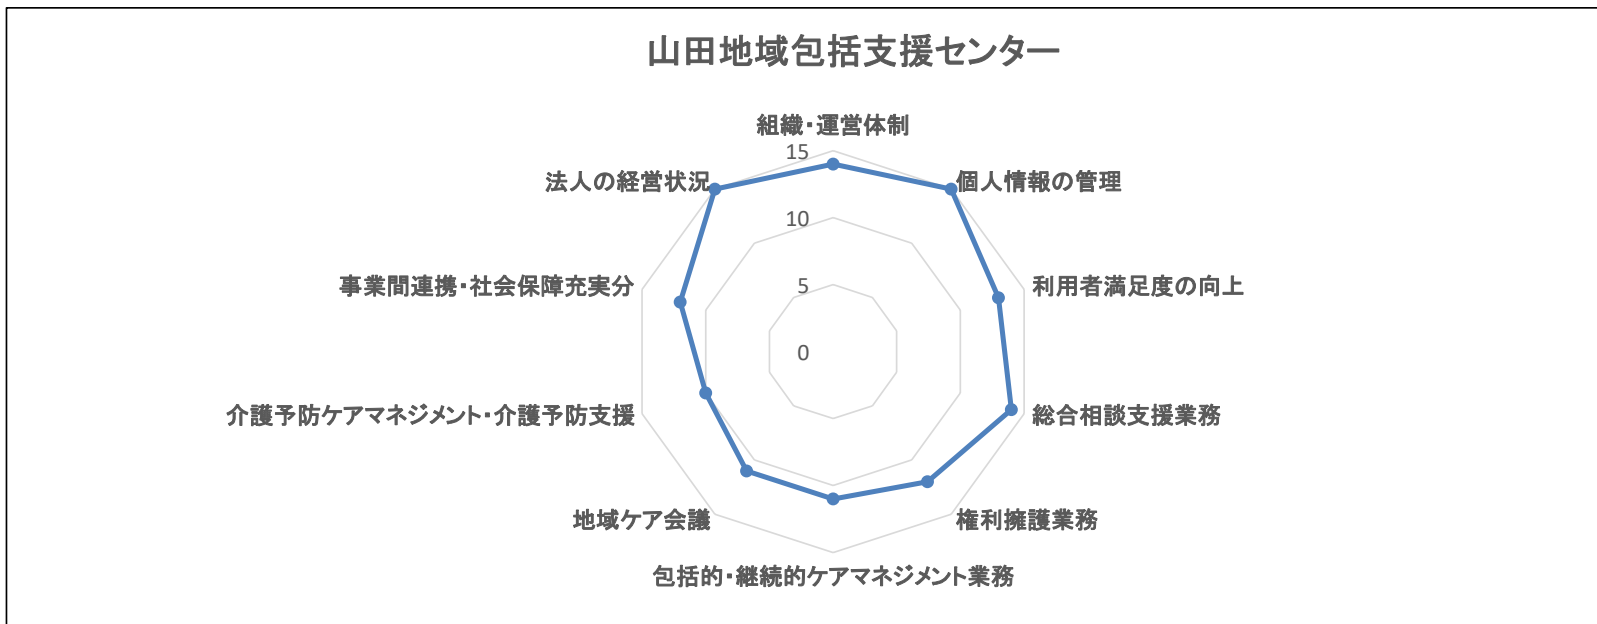 山田地域包括支援センター
組織・運営体制
15
法人の経営状況
個人情報の管理
10
事業間連携・社会保障充実分
5
利用者満足度の向上
0
介護予防ケアマネジメント・介護予防支援
総合相談支援業務
地域ケア会議
権利擁護業務
包括的・継続的ケアマネジメント業務